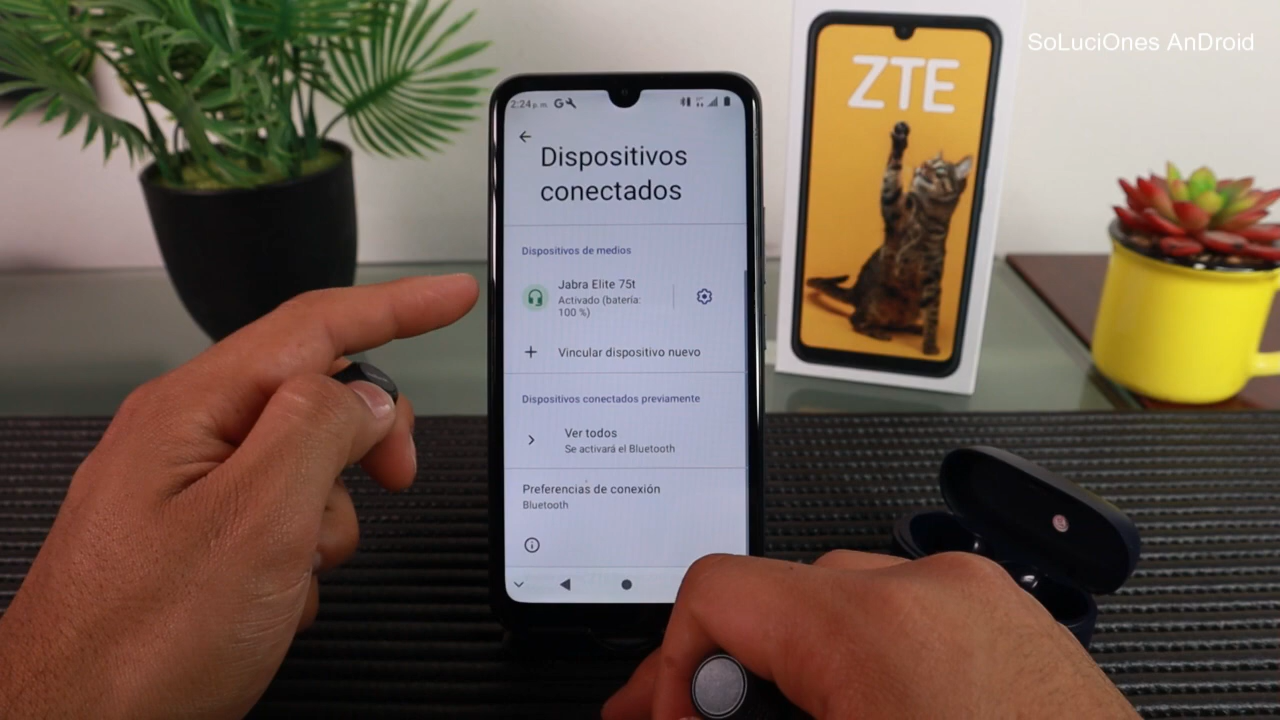 SoLuciOnes AnDroid
ZTE
2:24 p. m. G
Dispositivos
conectados
Dispositivos de medios
Jabra Elite 75t
Activado (batería:
100 %)
Vincular dispositivo nuevo
Dispositivos conectados previamente
Ver todos
Se activará el Bluetooth
Preferencias de conexión
Bluetooth